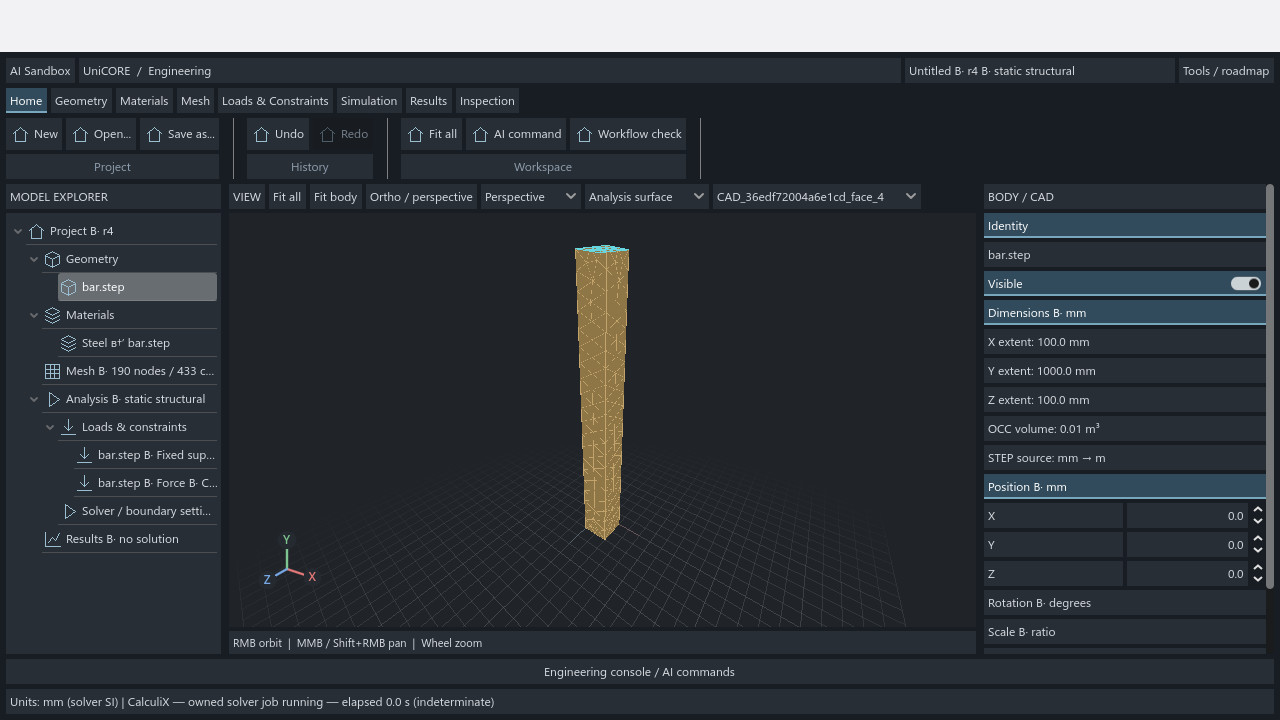 AI Sandbox
UniCORE / Engineering
Untitled В· r4 В· static structural
Tools / roadmap
Home
Geometry
Materials
Mesh
Loads & Constraints
Simulation
Results
Inspection
New
Open...
Save as...
Undo
Redo
Fit all
AI command
Workflow check
Project
History
Workspace
MODEL EXPLORER
VIEW
Fit all
Fit body
Ortho / perspective
Perspective
Analysis surface
CAD_36edf72004a6e1cd_face_4
BODY / CAD
Project В· r4
Geometry
bar.step
Materials
Steel в†’ bar.step
Mesh В· 190 nodes / 433 c...
Analysis В· static structural
Loads & constraints
bar.step В· Fixed sup...
bar.step В· Force В· C...
Solver / boundary setti...
Results В· no solution
Y
Z
X
RMB orbit | MMB / Shift+RMB pan | Wheel zoom
Identity
bar.step
Visible
Dimensions В· mm
X extent: 100.0 mm
Y extent: 1000.0 mm
Z extent: 100.0 mm
OCC volume: 0.01 m³
STEP source: mm → m
Position В· mm
X 0.0
Y 0.0
Z 0.0
Rotation В· degrees
Scale В· ratio
Engineering console / AI commands
Units: mm (solver SI) | CalculiX — owned solver job running — elapsed 0.0 s (indeterminate)